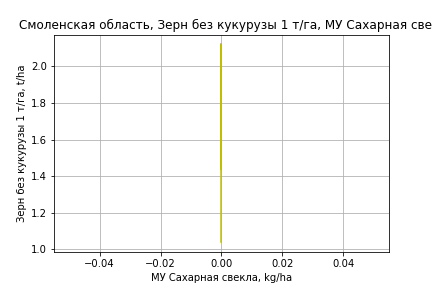 Смоленская область, Зерн без кукурузы 1 т/га, МУ Сахарная све
2.0
1.8
1.6
1.4
1.2
1.0
Зерн без кукурузы 1 т/га, t/ha
−0.04 −0.02 0.00 0.02 0.04
МУ Сахарная свекла, kg/ha